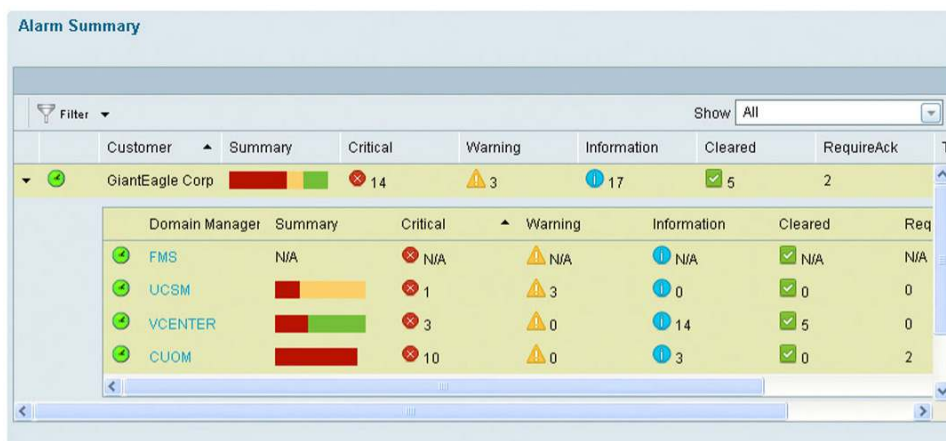 Alarm Summary
Filter Show All
Customer Summary Critical Warning Information Cleared RequireAck T
GiantEagle Corp 14 3 17 5 2
Domain Manager Summary Critical Warning Information Cleared Req
FMS N/A N/A N/A N/A N/A N/A
UCSM 1 3 0 0 0
VCENTER 3 0 14 5 0
CUOM 10 0 3 0 2